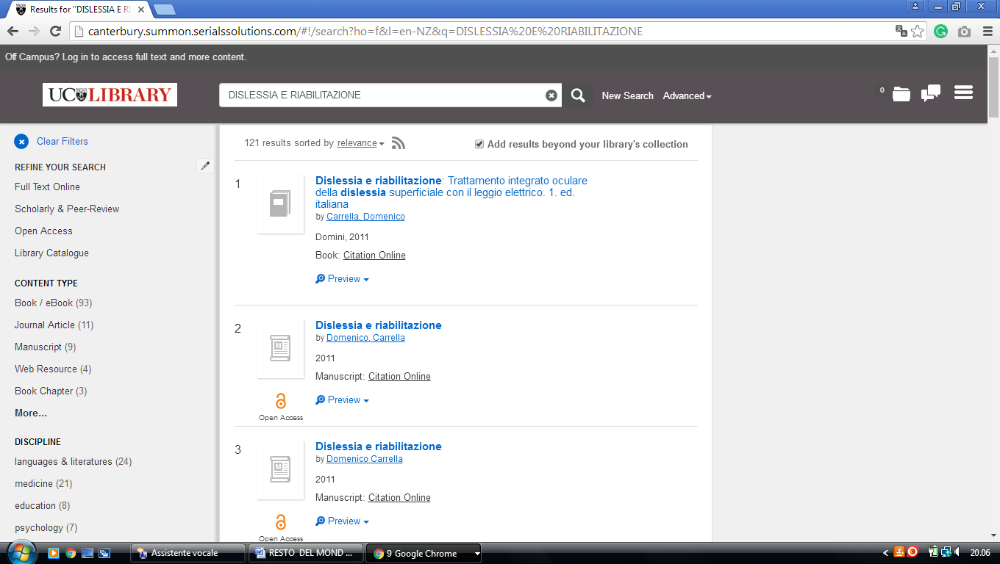 Results for "DISLESSIA E RI
canterbury.summon.serialssolutions.com/#!/search?ho=f&l=en-NZ&q=DISLESSIA%20E%20RIABILITAZIONE
Off Campus? Log in to access full text and more content.
UC LIBRARY
DISLESSIA E RIABILITAZIONE
New Search
Advanced
0
Clear Filters
REFINE YOUR SEARCH
Full Text Online
Scholarly & Peer-Review
Open Access
Library Catalogue
CONTENT TYPE
Book / eBook (93)
Journal Article (11)
Manuscript (9)
Web Resource (4)
Book Chapter (3)
More...
DISCIPLINE
languages & literatures (24)
medicine (21)
education (8)
psychology (7)
121 results sorted by relevance
Add results beyond your library's collection
1
Dislessia e riabilitazione: Trattamento integrato oculare
della dislessia superficiale con il leggio elettrico. 1. ed.
italiana
by Carrella, Domenico
Domini, 2011
Book: Citation Online
Preview
2
Dislessia e riabilitazione
by Domenico. Carrella
2011
Manuscript: Citation Online
Preview
Open Access
3
Dislessia e riabilitazione
by Domenico Carrella
2011
Manuscript: Citation Online
Preview
Open Access
Assistente vocale
RESTO DEL MOND ...
9 Google Chrome
20.06